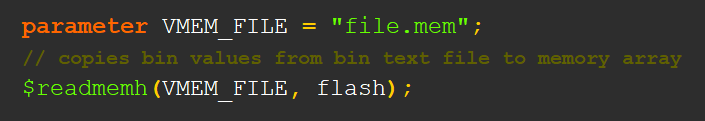 parameter VMEM_FILE = "file.mem";
// copies bin values from bin text file to memory array
$readmemh(VMEM_FILE, flash);